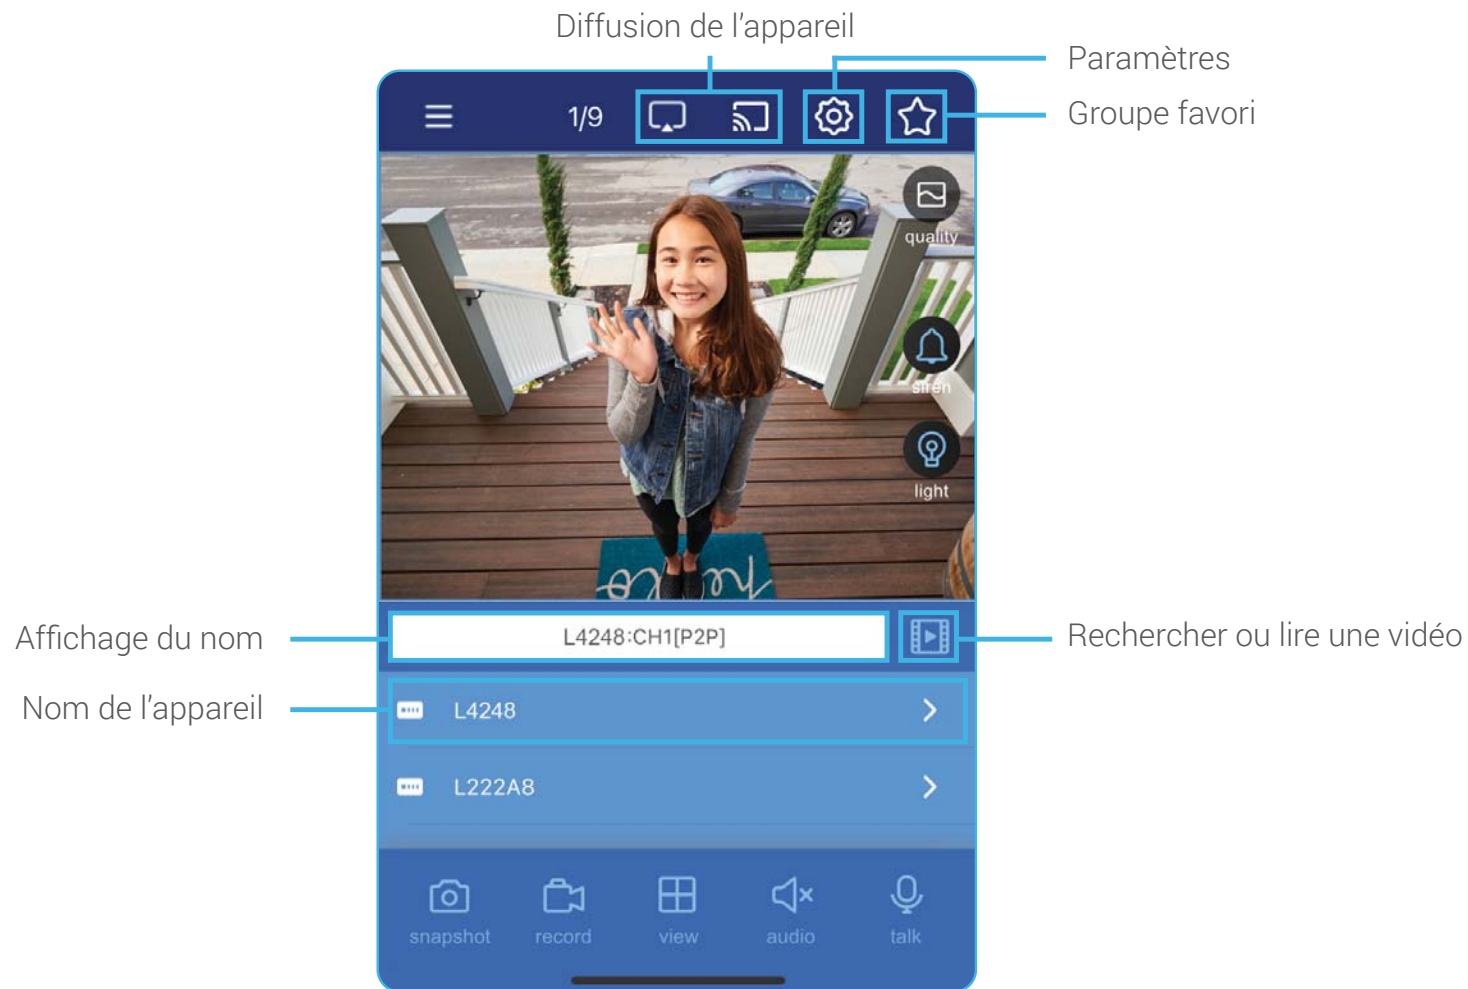 Diffusion de l'appareil
Paramètres
Groupe favori
1/9
quality
siren
light
hello
Affichage du nom
L4248:CH1[P2P]
Rechercher ou lire une vidéo
Nom de l'appareil
L4248
L222A8
snapshot
record
view
audio
talk